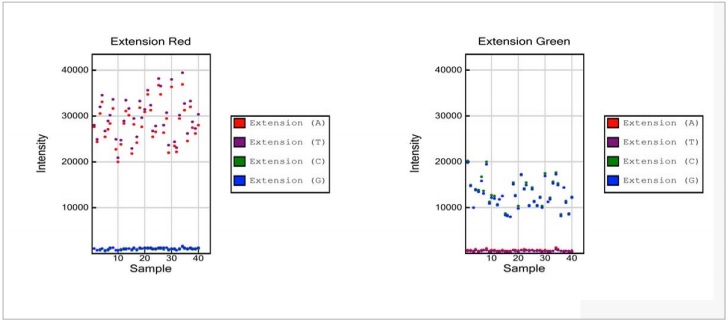 Extension Red
40000
30000
20000
10000
10 20 30 40
Intensity
Sample
Extension (A)
Extension (T)
Extension (C)
Extension (G)
Extension Green
40000
30000
20000
10000
10 20 30 40
Intensity
Sample
Extension (A)
Extension (T)
Extension (C)
Extension (G)